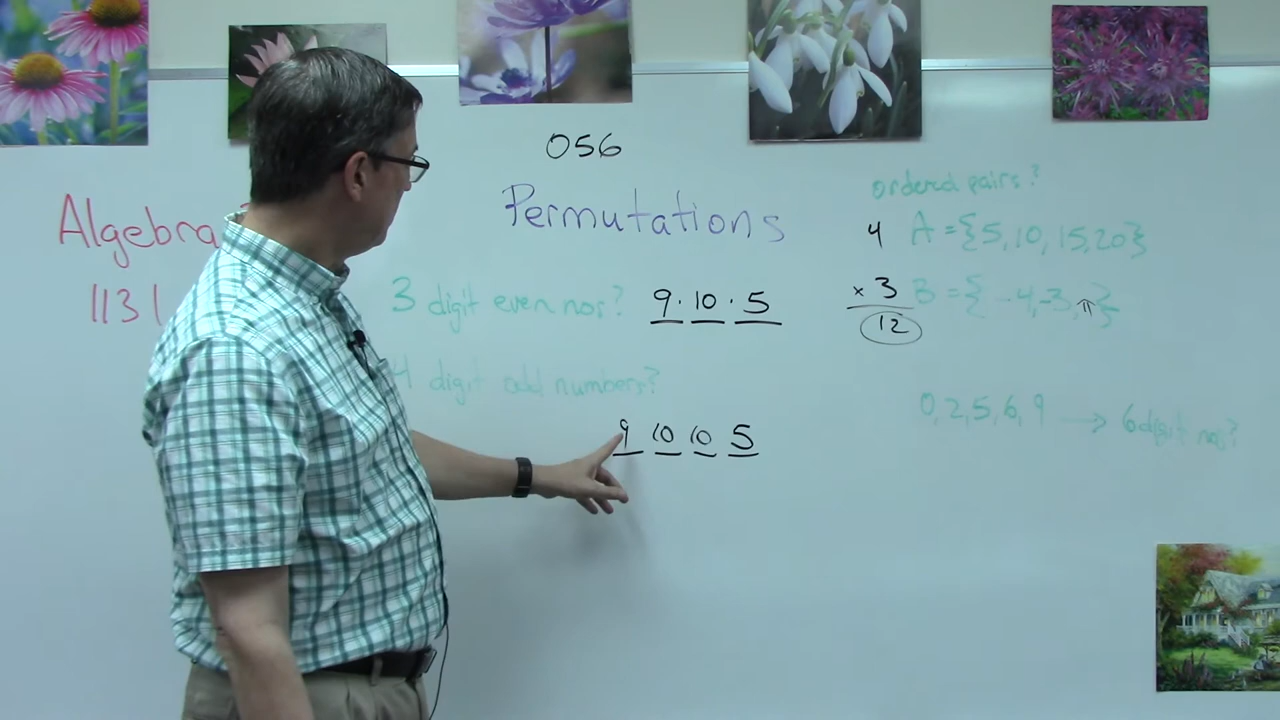 056
Algebra
1131
Permutations
3 digit even nos? 9·10·5
4 digit odd numbers?
9 10 10 5
ordered pairs?
4 A = {5,10,15,20}
× 3 B = {-4,-3,π}
12
0,2,5,6,9 → 6 digit nos?